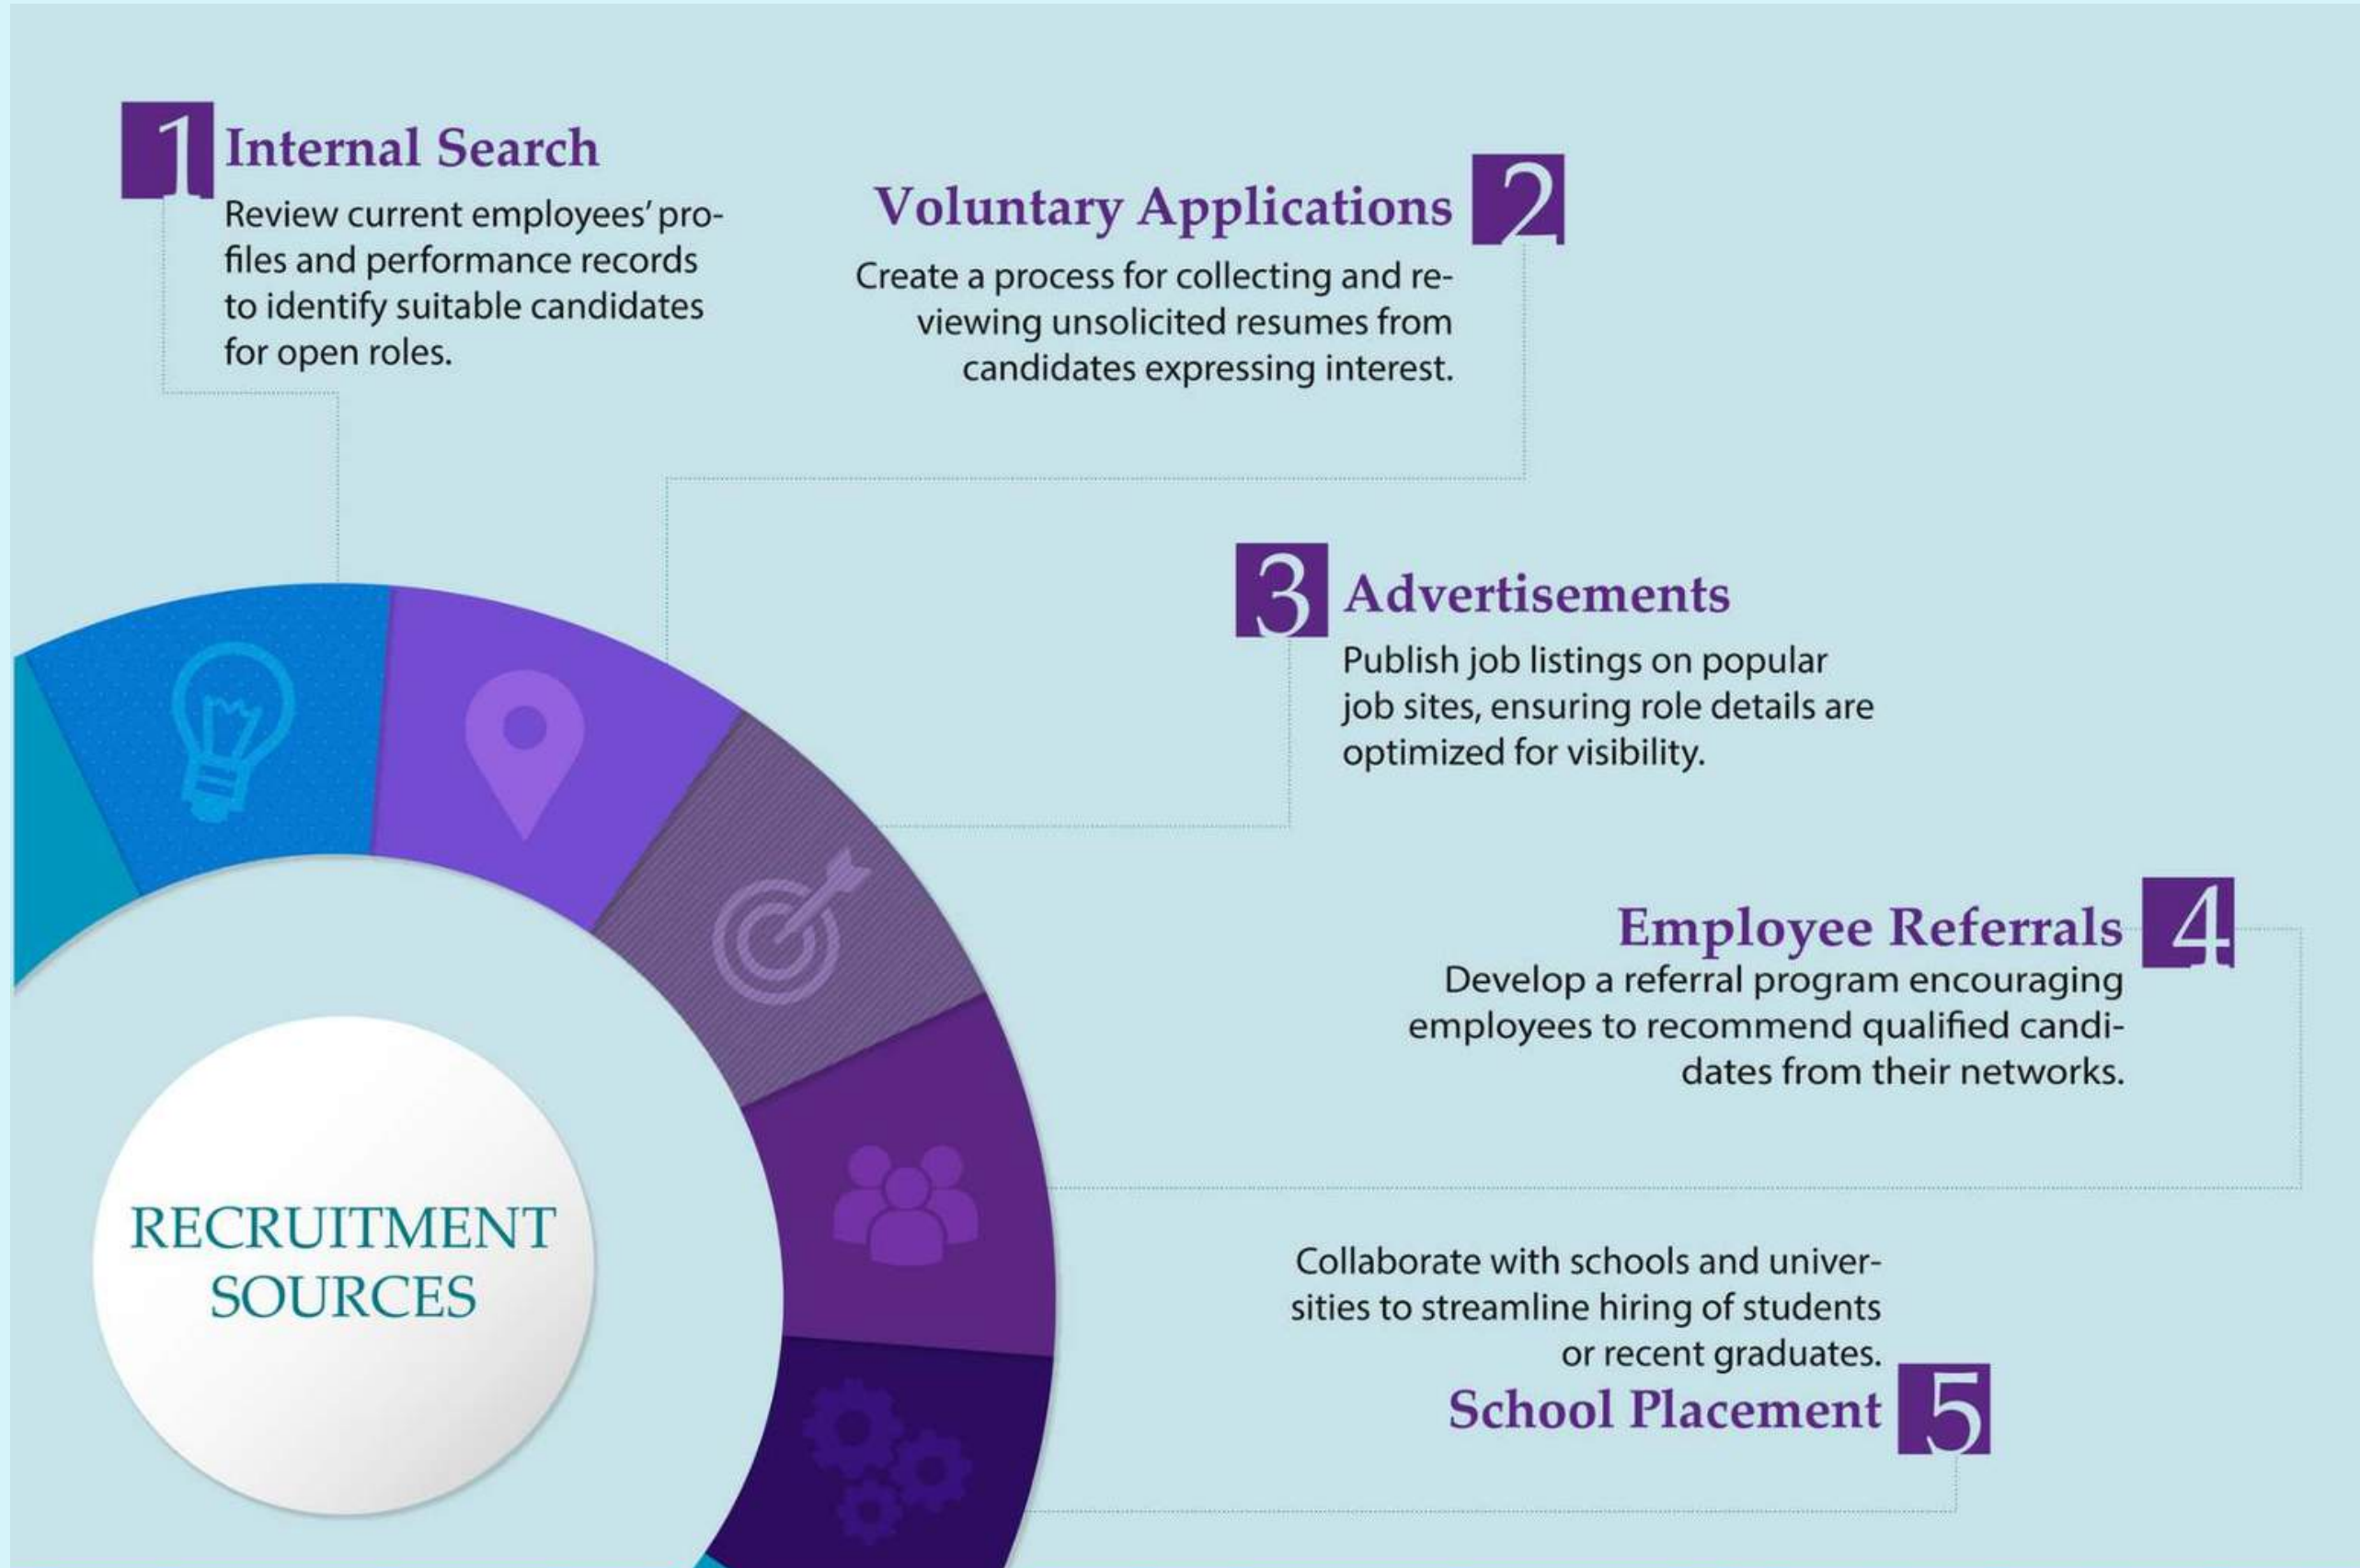 1 Internal Search
Review current employees' pro-
files and performance records
to identify suitable candidates
for open roles.
Voluntary Applications 2
Create a process for collecting and re-
viewing unsolicited resumes from
candidates expressing interest.
3 Advertisements
Publish job listings on popular
job sites, ensuring role details are
optimized for visibility.
Employee Referrals 4
Develop a referral program encouraging
employees to recommend qualified candi-
dates from their networks.
RECRUITMENT
SOURCES
Collaborate with schools and univer-
sities to streamline hiring of students
or recent graduates.
School Placement 5